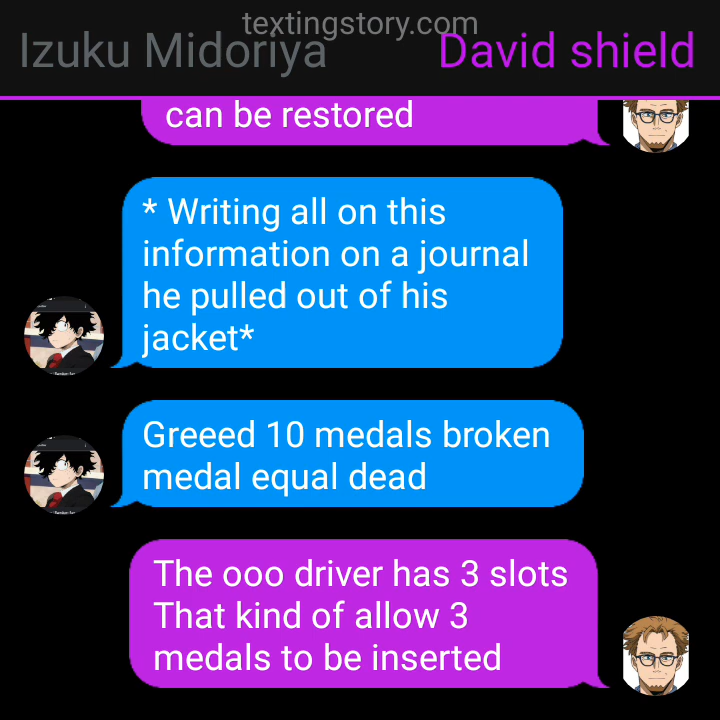 textingstory.com
Izuku Midoriya David shield
can be restored
* Writing all on this
information on a journal
he pulled out of his
jacket*
Greeed 10 medals broken
medal equal dead
The ooo driver has 3 slots
That kind of allow 3
medals to be inserted